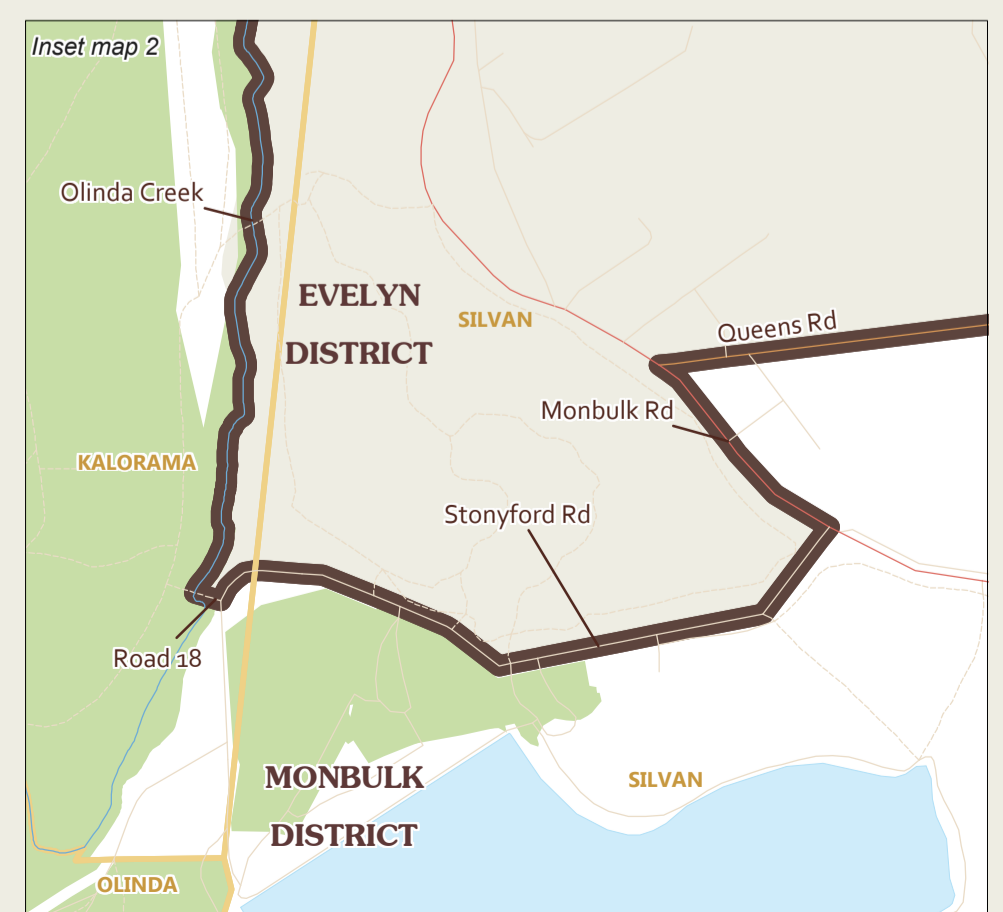 Inset map 2
Olinda Creek
EVELYN
DISTRICT
SILVAN
Queens Rd
Monbulk Rd
KALORAMA
Stonyford Rd
Road 18
MONBULK
DISTRICT
SILVAN
OLINDA